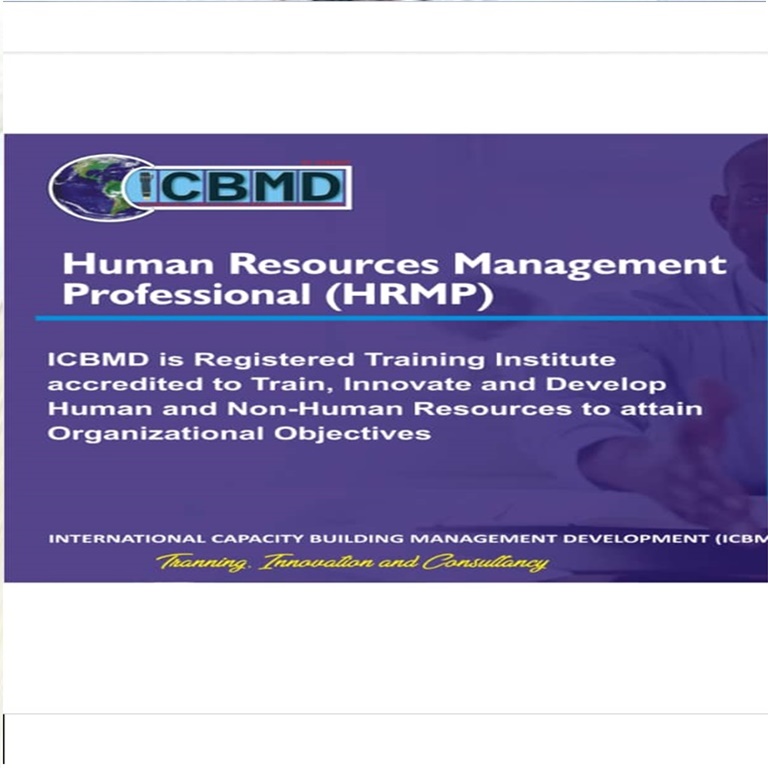 iCBMD
Human Resources Management
Professional (HRMP)
ICBMD is Registered Training Institute
accredited to Train, Innovate and Develop
Human and Non-Human Resources to attain
Organizational Objectives
INTERNATIONAL CAPACITY BUILDING MANAGEMENT DEVELOPMENT (ICBM
Tranning, Innovation and Consultancy